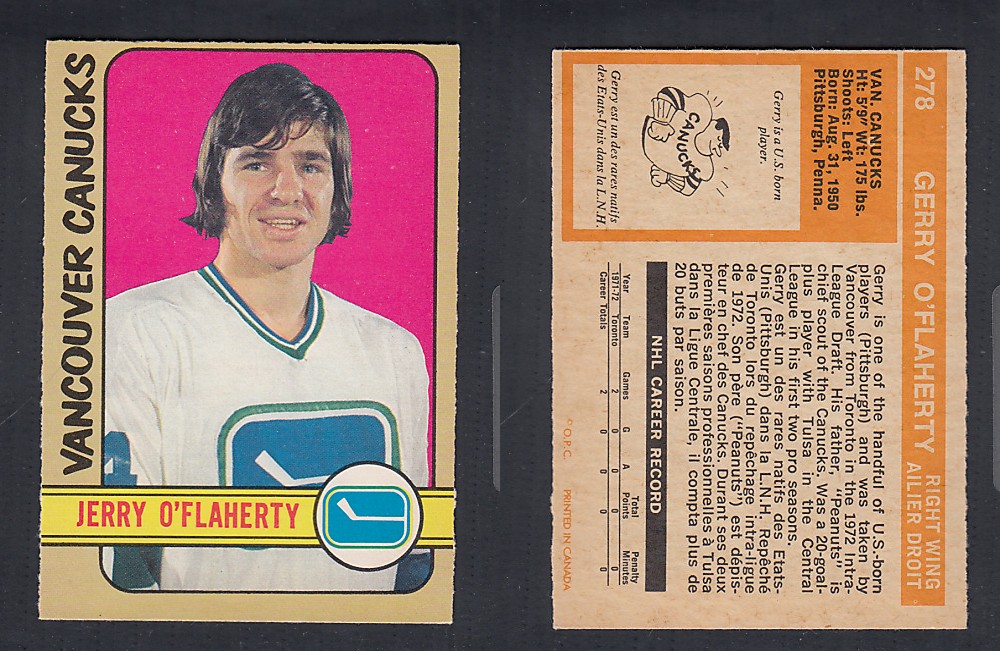 VANCOUVER CANUCKS
JERRY O'FLAHERTY
278 GERRY O'FLAHERTY RIGHT WING
AILIER DROIT
VAN. CANUCKS
Ht: 5'9" Wt: 175 lbs.
Shoots: Left
Born: Aug. 31, 1950
Pittsburgh, Penna.
Gerry is a U.S. born
player.
CANUCKS
Gerry est un des rares natifs
des Etats-Unis dans la L.N.H.
Gerry is one of the handful of U.S.-born
players (Pittsburgh) and was taken by
Vancouver from Toronto in the 1972 Intra-
League Draft. His father, "Peanuts" is
chief scout of the Canucks. Was a 20-goal-
plus player with Tulsa in the Central
League in his first two pro seasons.
Gerry est un des rares natifs des Etats-
Unis (Pittsburgh) dans la L.N.H. Repêché
de Toronto lors du repêchage intra-ligue
de 1972. Son père ("Peanuts") est dépis-
teur en chef des Canucks. Durant ses deux
premières saisons professionnelles à Tulsa
dans la Ligue Centrale, il compta plus de
20 buts par saison.
NHL CAREER RECORD
Year Team Games G A Total Points Penalty Minutes
1971-72 Toronto 2 0 0 0 0
Career Totals 2 0 0 0 0
© O.P.C. PRINTED IN CANADA